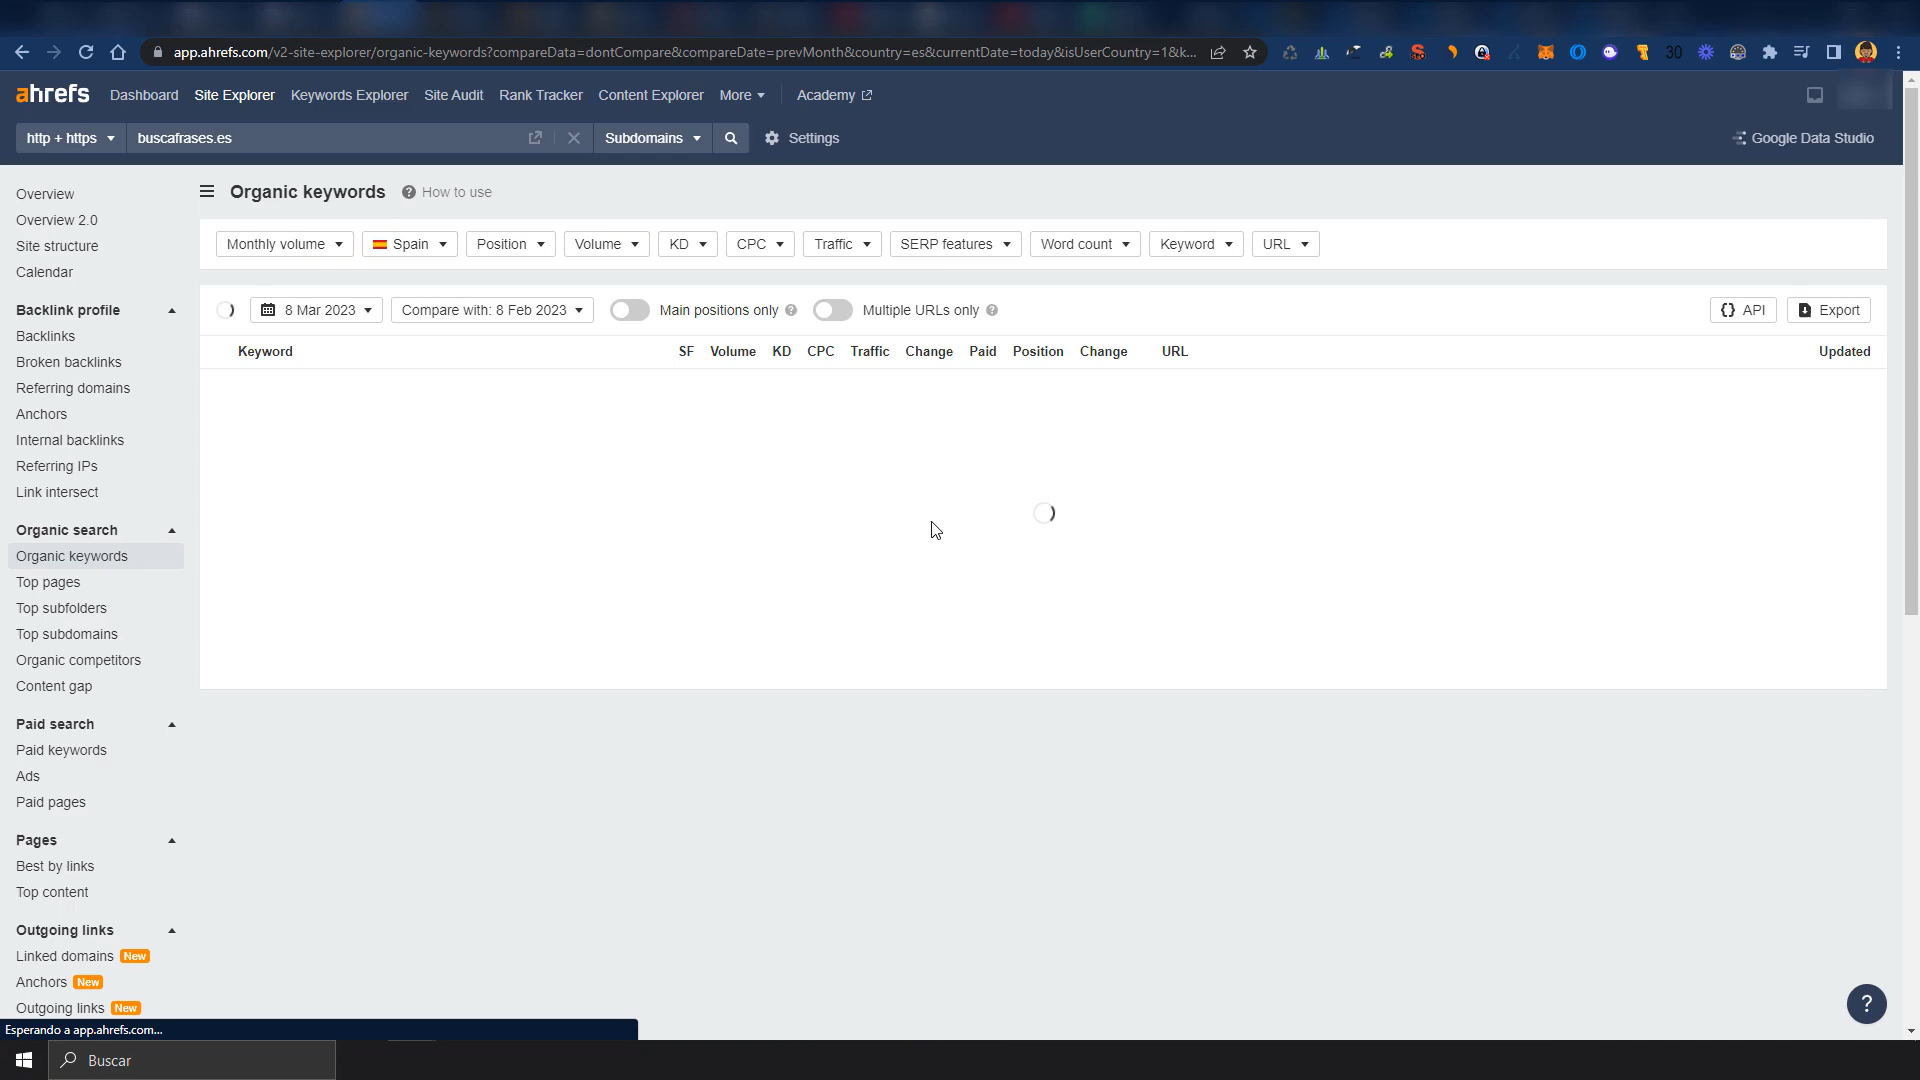 app.ahrefs.com/v2-site-explorer/organic-keywords?compareData=dontCompare&compareDate=prevMonth&country=es&currentDate=today&isUserCountry=1&k...
30
ahrefs Dashboard Site Explorer Keywords Explorer Site Audit Rank Tracker Content Explorer More Academy
http + https buscafrases.es Subdomains Settings Google Data Studio
Overview
Overview 2.0
Site structure
Calendar
Backlink profile
Backlinks
Broken backlinks
Referring domains
Anchors
Internal backlinks
Referring IPs
Link intersect
Organic search
Organic keywords
Top pages
Top subfolders
Top subdomains
Organic competitors
Content gap
Paid search
Paid keywords
Ads
Paid pages
Pages
Best by links
Top content
Outgoing links
Linked domains New
Anchors New
Outgoing links New
Organic keywords ? How to use
Monthly volume Spain Position Volume KD CPC Traffic SERP features Word count Keyword URL
8 Mar 2023 Compare with: 8 Feb 2023 Main positions only ? Multiple URLs only ? {} API Export
Keyword SF Volume KD CPC Traffic Change Paid Position Change URL Updated
?
Esperando a app.ahrefs.com...
Buscar